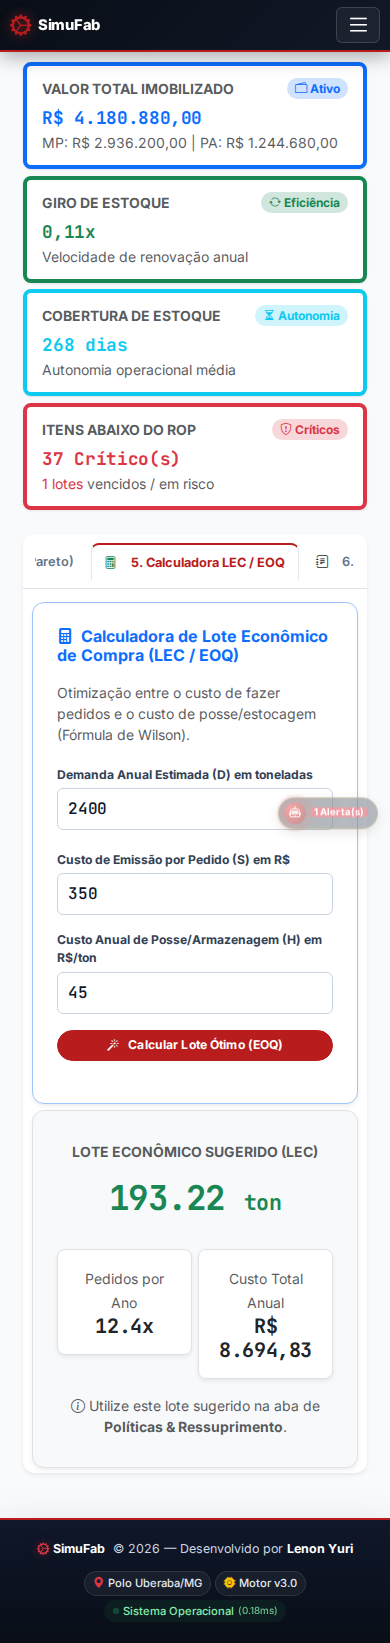 SimuFab
VALOR TOTAL IMOBILIZADO
Ativo
R$ 4.180.880,00
MP: R$ 2.936.200,00 | PA: R$ 1.244.680,00
GIRO DE ESTOQUE
Eficiência
0,11x
Velocidade de renovação anual
COBERTURA DE ESTOQUE
Autonomia
268 dias
Autonomia operacional média
ITENS ABAIXO DO ROP
Críticos
37 Crítico(s)
1 lotes vencidos / em risco
Pareto)
5. Calculadora LEC / EOQ
6.
Calculadora de Lote Econômico
de Compra (LEC / EOQ)
Otimização entre o custo de fazer
pedidos e o custo de posse/estocagem
(Fórmula de Wilson).
Demanda Anual Estimada (D) em toneladas
2400
1 Alerta(s)
Custo de Emissão por Pedido (S) em R$
350
Custo Anual de Posse/Armazenagem (H) em
R$/ton
45
Calcular Lote Ótimo (EOQ)
LOTE ECONÔMICO SUGERIDO (LEC)
193.22 ton
Pedidos por
Ano
12.4x
Custo Total
Anual
R$
8.694,83
Utilize este lote sugerido na aba de
Políticas & Ressuprimento.
SimuFab © 2026 — Desenvolvido por Lenon Yuri
Polo Uberaba/MG
Motor v3.0
Sistema Operacional (0.18ms)